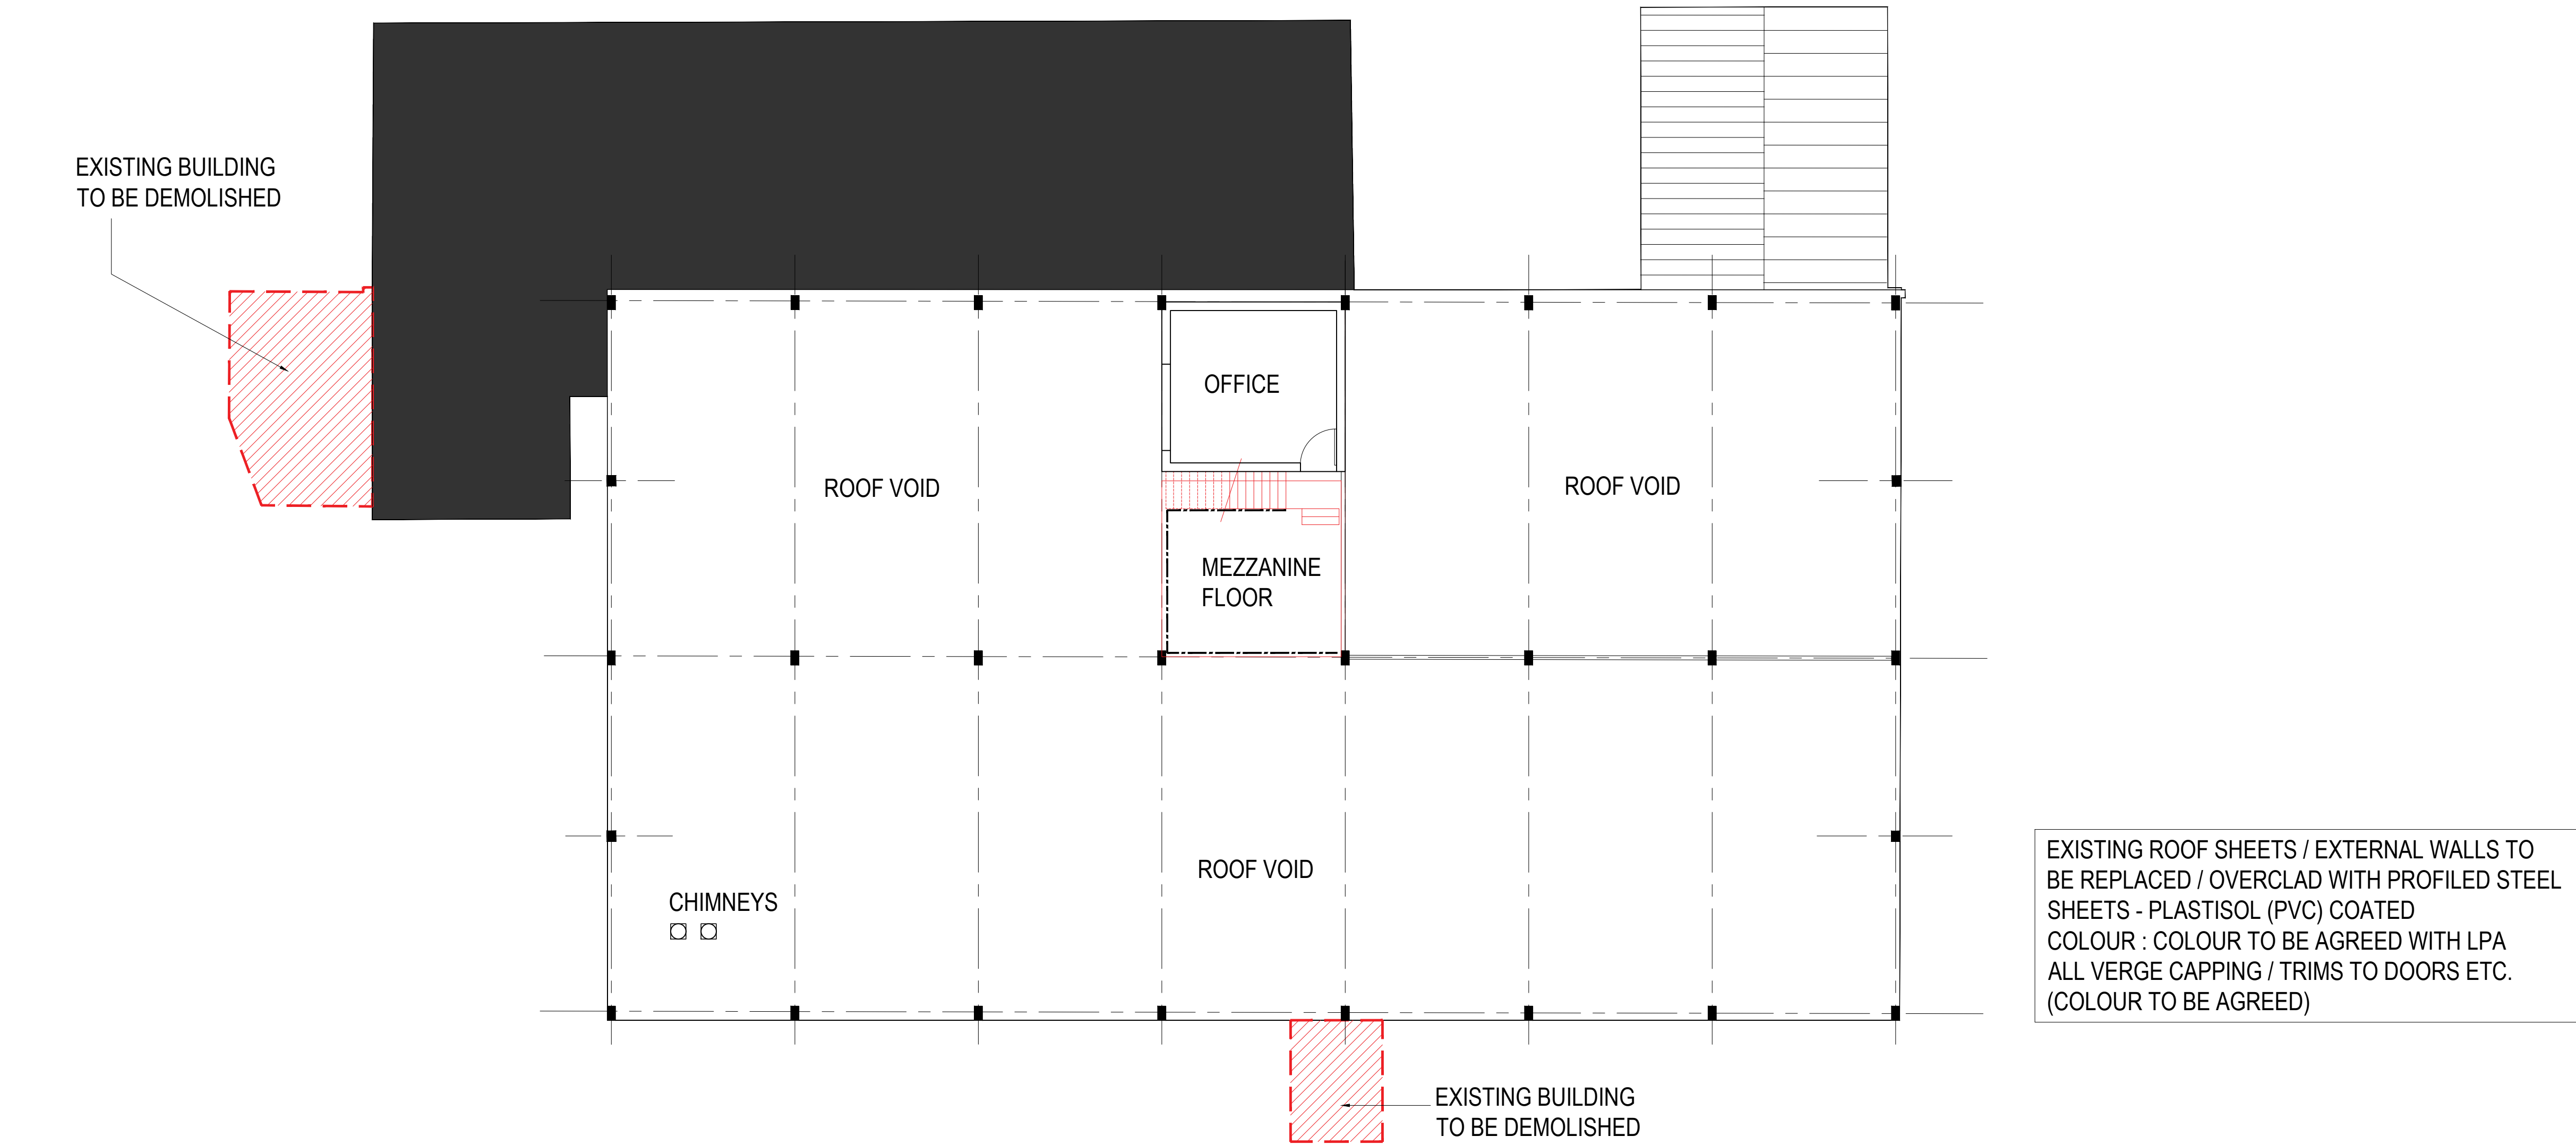 EXISTING BUILDING
TO BE DEMOLISHED
OFFICE
ROOF VOID
ROOF VOID
MEZZANINE
FLOOR
ROOF VOID
CHIMNEYS
EXISTING ROOF SHEETS / EXTERNAL WALLS TO
BE REPLACED / OVERCLAD WITH PROFILED STEEL
SHEETS - PLASTISOL (PVC) COATED
COLOUR : COLOUR TO BE AGREED WITH LPA
ALL VERGE CAPPING / TRIMS TO DOORS ETC.
(COLOUR TO BE AGREED)
EXISTING BUILDING
TO BE DEMOLISHED